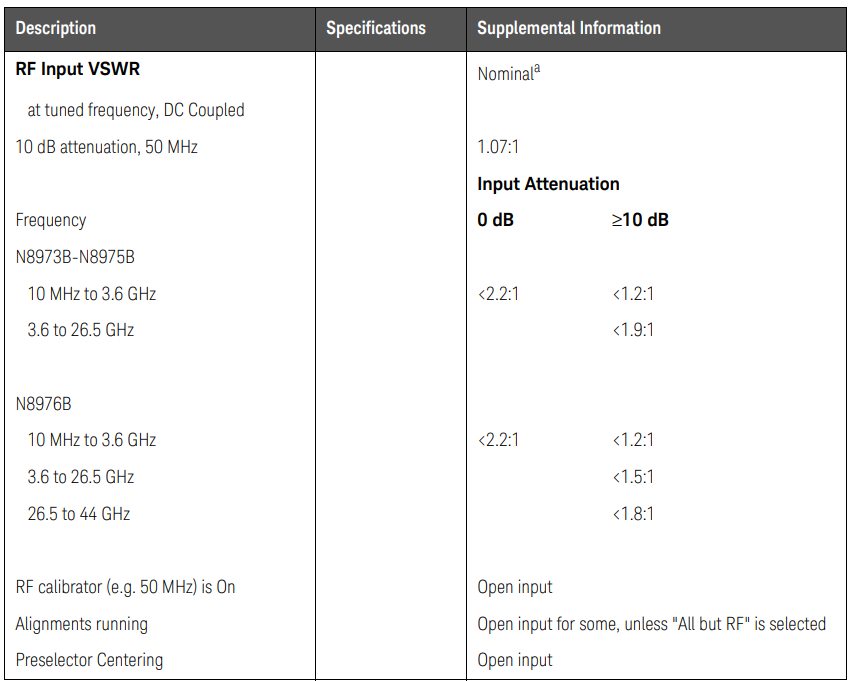 Description Specifications Supplemental Information
RF Input VSWR Nominalᵃ
at tuned frequency, DC Coupled
10 dB attenuation, 50 MHz 1.07:1
Input Attenuation
Frequency 0 dB ≥10 dB
N8973B-N8975B
10 MHz to 3.6 GHz <2.2:1 <1.2:1
3.6 to 26.5 GHz <1.9:1
N8976B
10 MHz to 3.6 GHz <2.2:1 <1.2:1
3.6 to 26.5 GHz <1.5:1
26.5 to 44 GHz <1.8:1
RF calibrator (e.g. 50 MHz) is On Open input
Alignments running Open input for some, unless "All but RF" is selected
Preselector Centering Open input